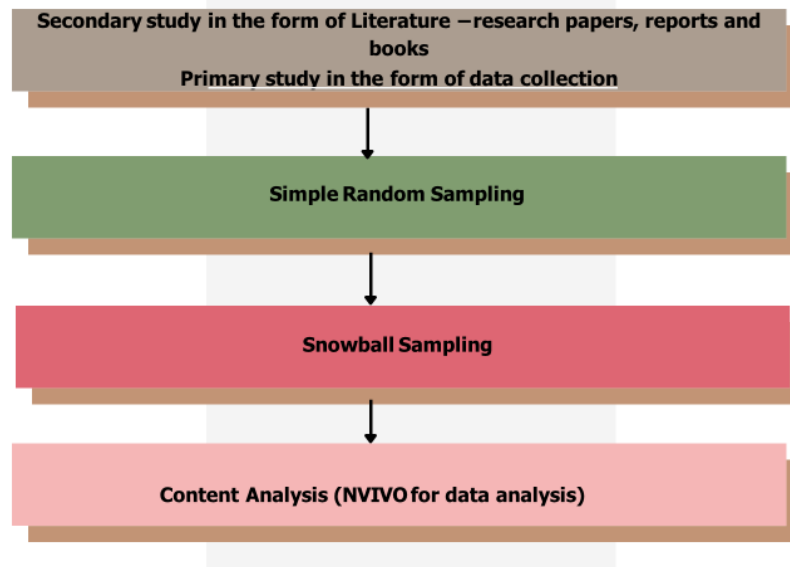 Secondary study in the form of Literature –research papers, reports and
books
Primary study in the form of data collection
Simple Random Sampling
Snowball Sampling
Content Analysis (NVIVO for data analysis)